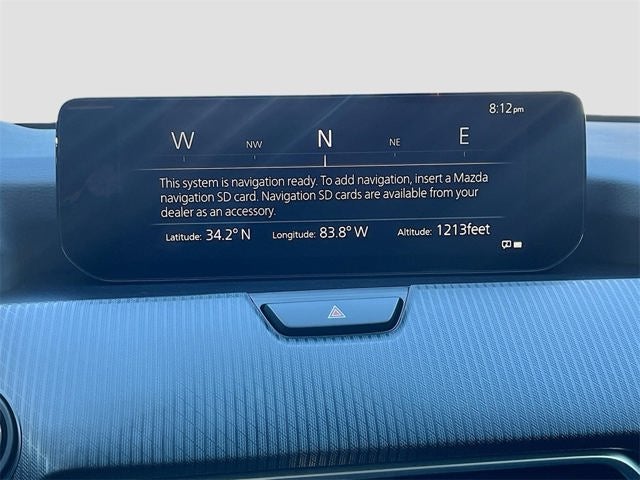 8:12pm
W NW N NE E
This system is navigation ready. To add navigation, insert a Mazda
navigation SD card. Navigation SD cards are available from your
dealer as an accessory.
Latitude: 34.2° N Longitude: 83.8° W Altitude: 1213feet